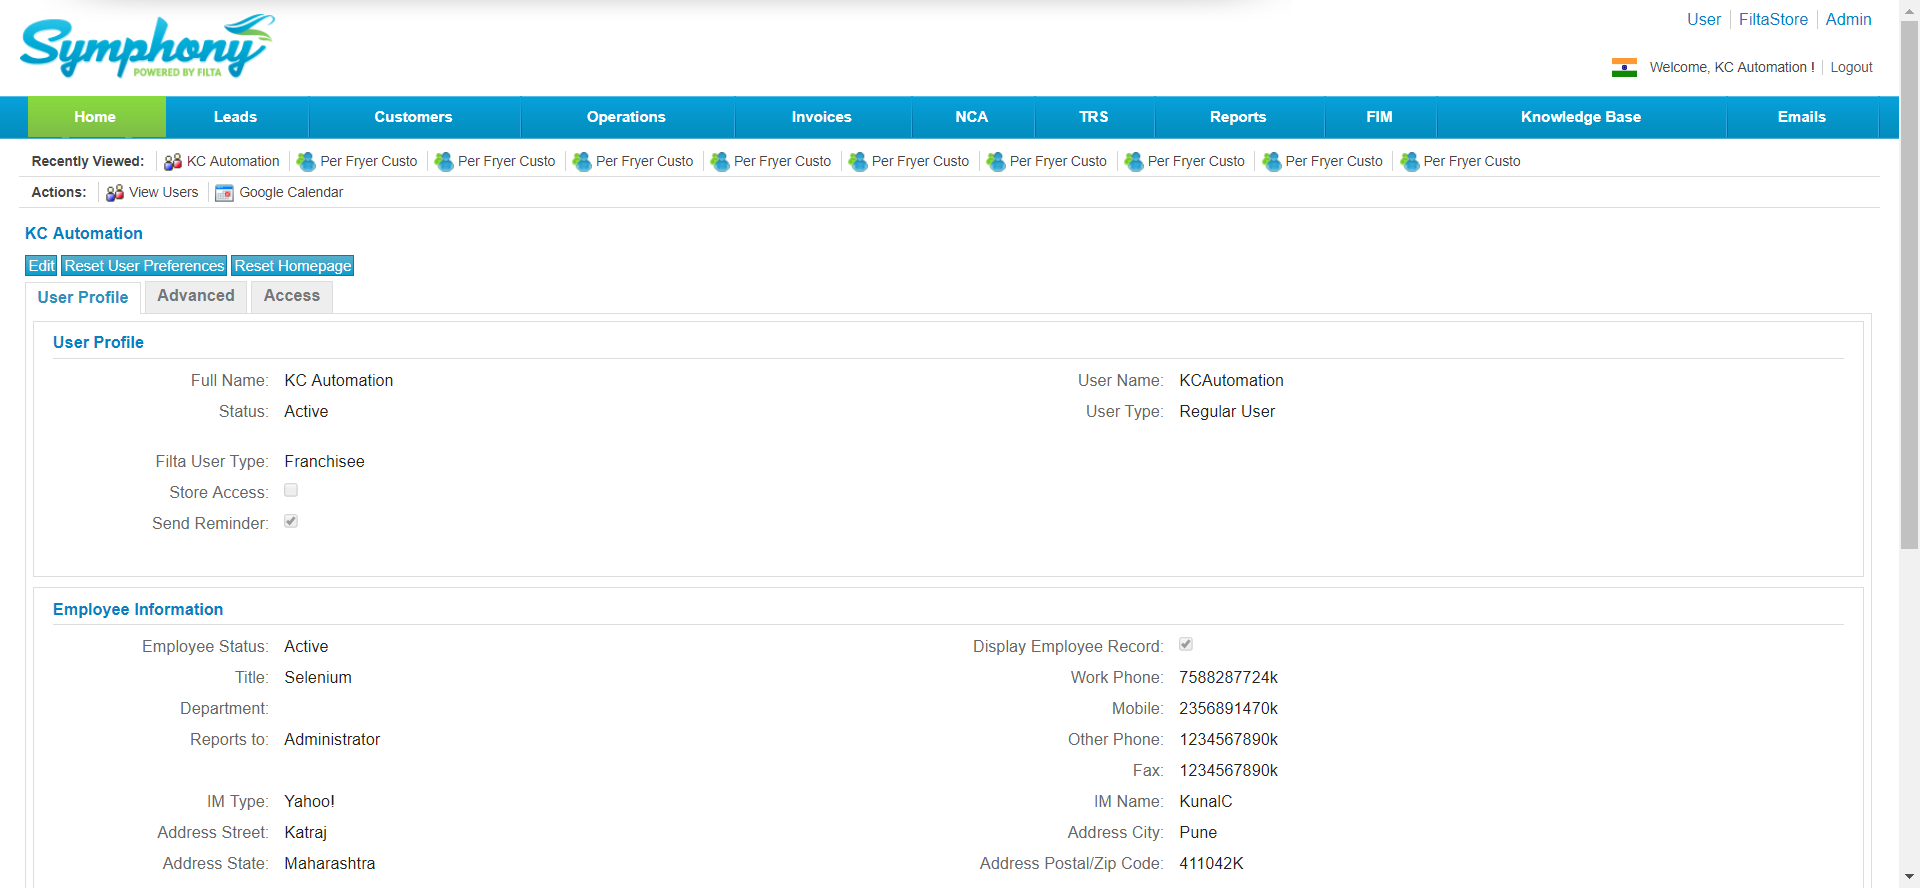 Symphony
POWERED BY FILTA
User FiltaStore Admin
Welcome, KC Automation ! Logout
Home Leads Customers Operations Invoices NCA TRS Reports FIM Knowledge Base Emails
Recently Viewed: KC Automation Per Fryer Custo Per Fryer Custo Per Fryer Custo Per Fryer Custo Per Fryer Custo Per Fryer Custo Per Fryer Custo Per Fryer Custo Per Fryer Custo
Actions: View Users Google Calendar
KC Automation
Edit Reset User Preferences Reset Homepage
User Profile Advanced Access
User Profile
Full Name: KC Automation User Name: KCAutomation
Status: Active User Type: Regular User
Filta User Type: Franchisee
Store Access:
Send Reminder:
Employee Information
Employee Status: Active Display Employee Record:
Title: Selenium Work Phone: 7588287724k
Department: Mobile: 2356891470k
Reports to: Administrator Other Phone: 1234567890k
Fax: 1234567890k
IM Type: Yahoo! IM Name: KunalC
Address Street: Katraj Address City: Pune
Address State: Maharashtra Address Postal/Zip Code: 411042K